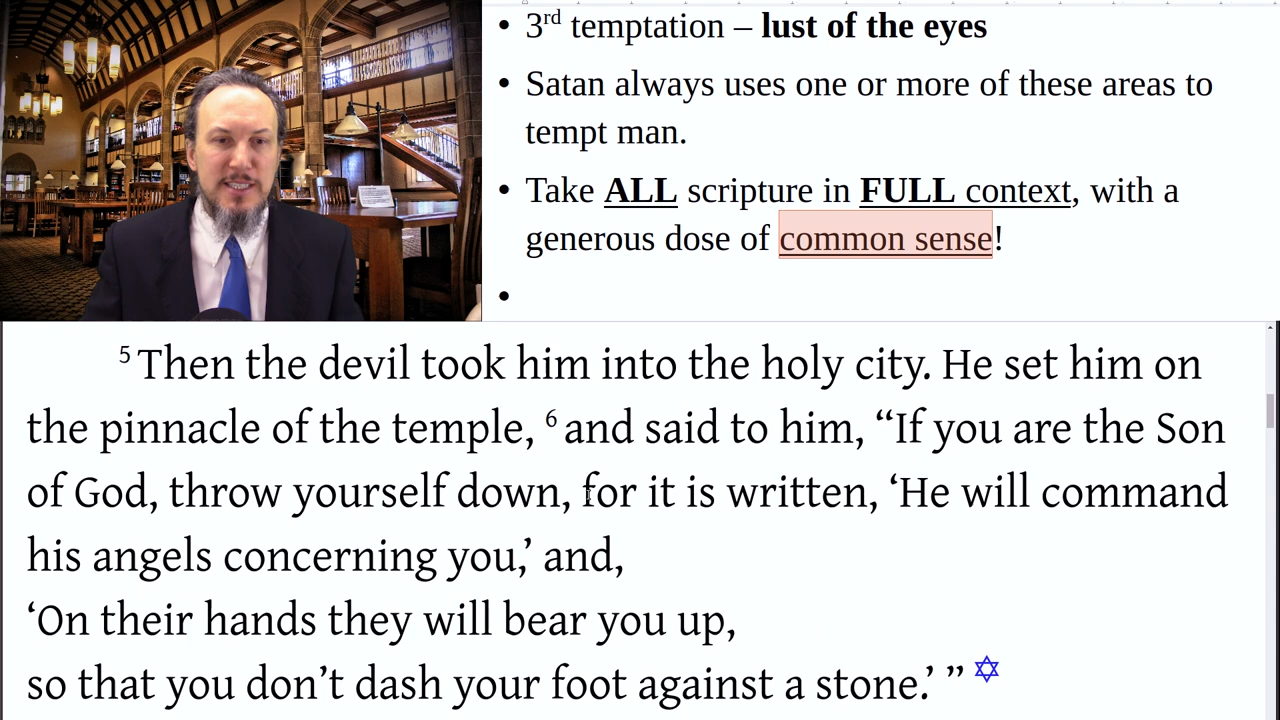 • 3rd temptation – lust of the eyes
• Satan always uses one or more of these areas to
tempt man.
• Take ALL scripture in FULL context, with a
generous dose of common sense!
•
5 Then the devil took him into the holy city. He set him on
the pinnacle of the temple, 6 and said to him, “If you are the Son
of God, throw yourself down, for it is written, ‘He will command
his angels concerning you,’ and,
‘On their hands they will bear you up,
so that you don’t dash your foot against a stone.’ ” ✡